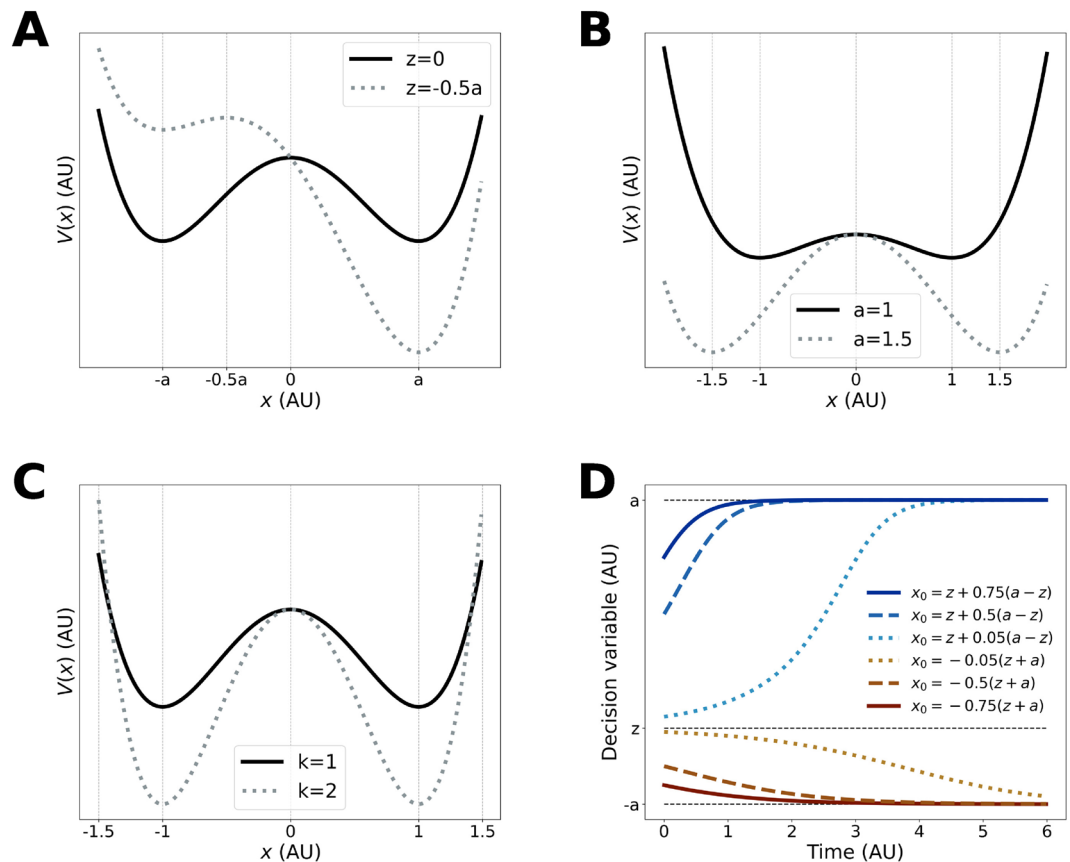 A
z=0
z=-0.5a
V(x) (AU)
-a
-0.5a
0
a
x (AU)
B
V(x) (AU)
a=1
a=1.5
-1.5
-1
0
1
1.5
x (AU)
C
V(x) (AU)
k=1
k=2
-1.5
-1
0
1
1.5
x (AU)
D
Decision variable (AU)
a
z
-a
x₀ = z + 0.75(a − z)
x₀ = z + 0.5(a − z)
x₀ = z + 0.05(a − z)
x₀ = − 0.05(z + a)
x₀ = − 0.5(z + a)
x₀ = − 0.75(z + a)
0
1
2
3
4
5
6
Time (AU)